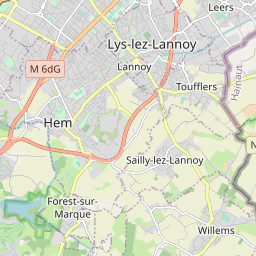 Leers
Lys-lez-Lannoy
Lannoy
M 6dG
Toufflers
Hainaut
Hem
Sailly-lez-Lannoy
Forest-sur-
Marque
Willems